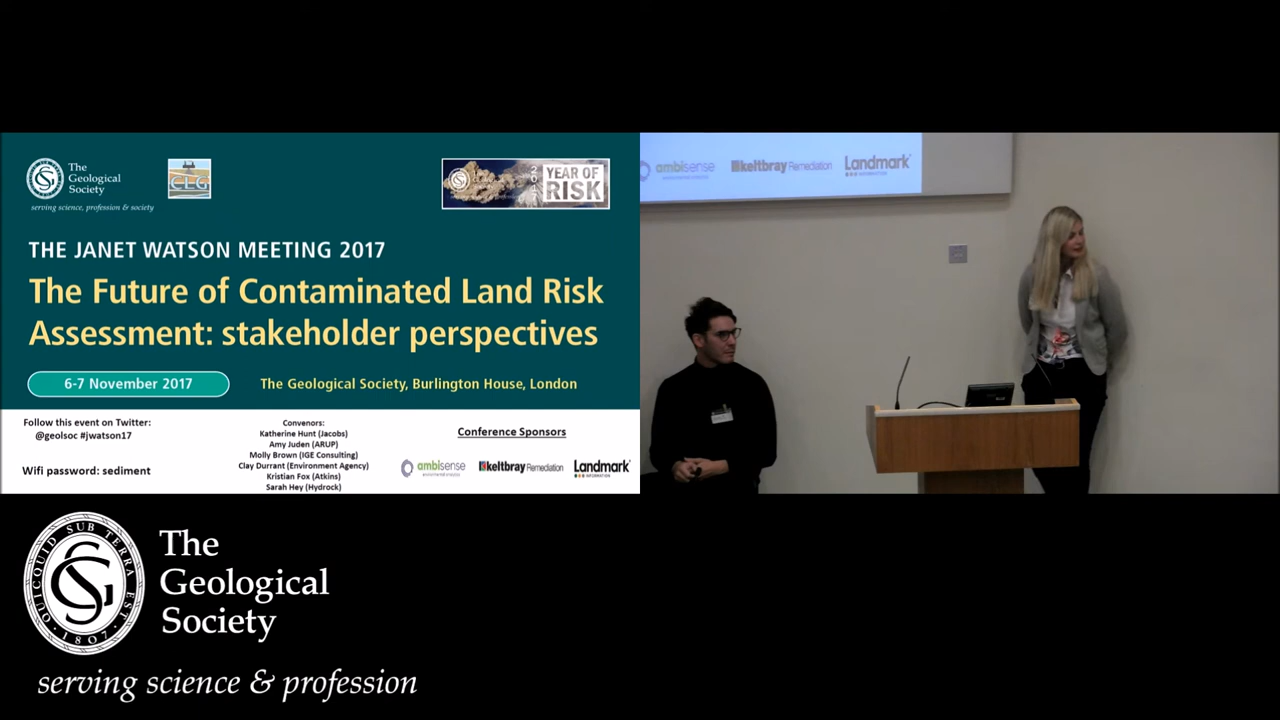 The
Geological
Society
serving science, profession & society
CLG
2017
YEAR OF
RISK
THE JANET WATSON MEETING 2017
The Future of Contaminated Land Risk
Assessment: stakeholder perspectives
6-7 November 2017
The Geological Society, Burlington House, London
Follow this event on Twitter:
@geolsoc #jwatson17
Wifi password: sediment
Convenors:
Katherine Hunt (Jacobs)
Amy Juden (ARUP)
Molly Brown (IGE Consulting)
Clay Durrant (Environment Agency)
Kristian Fox (Atkins)
Sarah Hey (Hydrock)
Conference Sponsors
ambisense
keltbray Remediation
Landmark
INFORMATION
ambisense
keltbray Remediation
Landmark
INFORMATION
QUICQUID SUB TERRA EST
1807
The
Geological
Society
serving science & profession